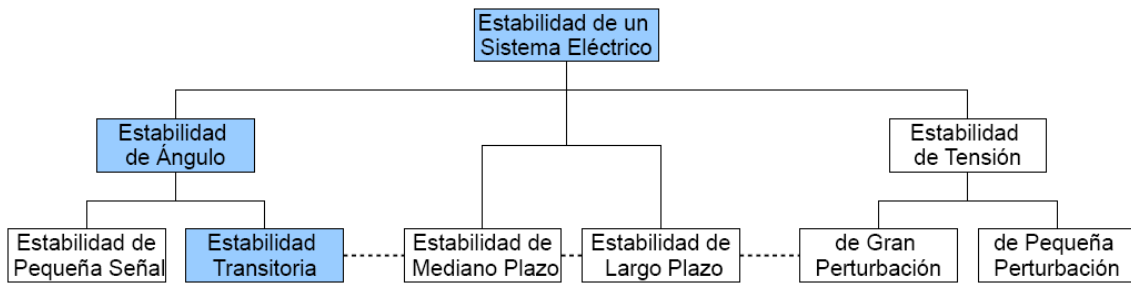 Estabilidad de un
Sistema Eléctrico
Estabilidad
de Ángulo
Estabilidad
de Tensión
Estabilidad de
Pequeña Señal
Estabilidad
Transitoria
Estabilidad de
Mediano Plazo
Estabilidad de
Largo Plazo
de Gran
Perturbación
de Pequeña
Perturbación